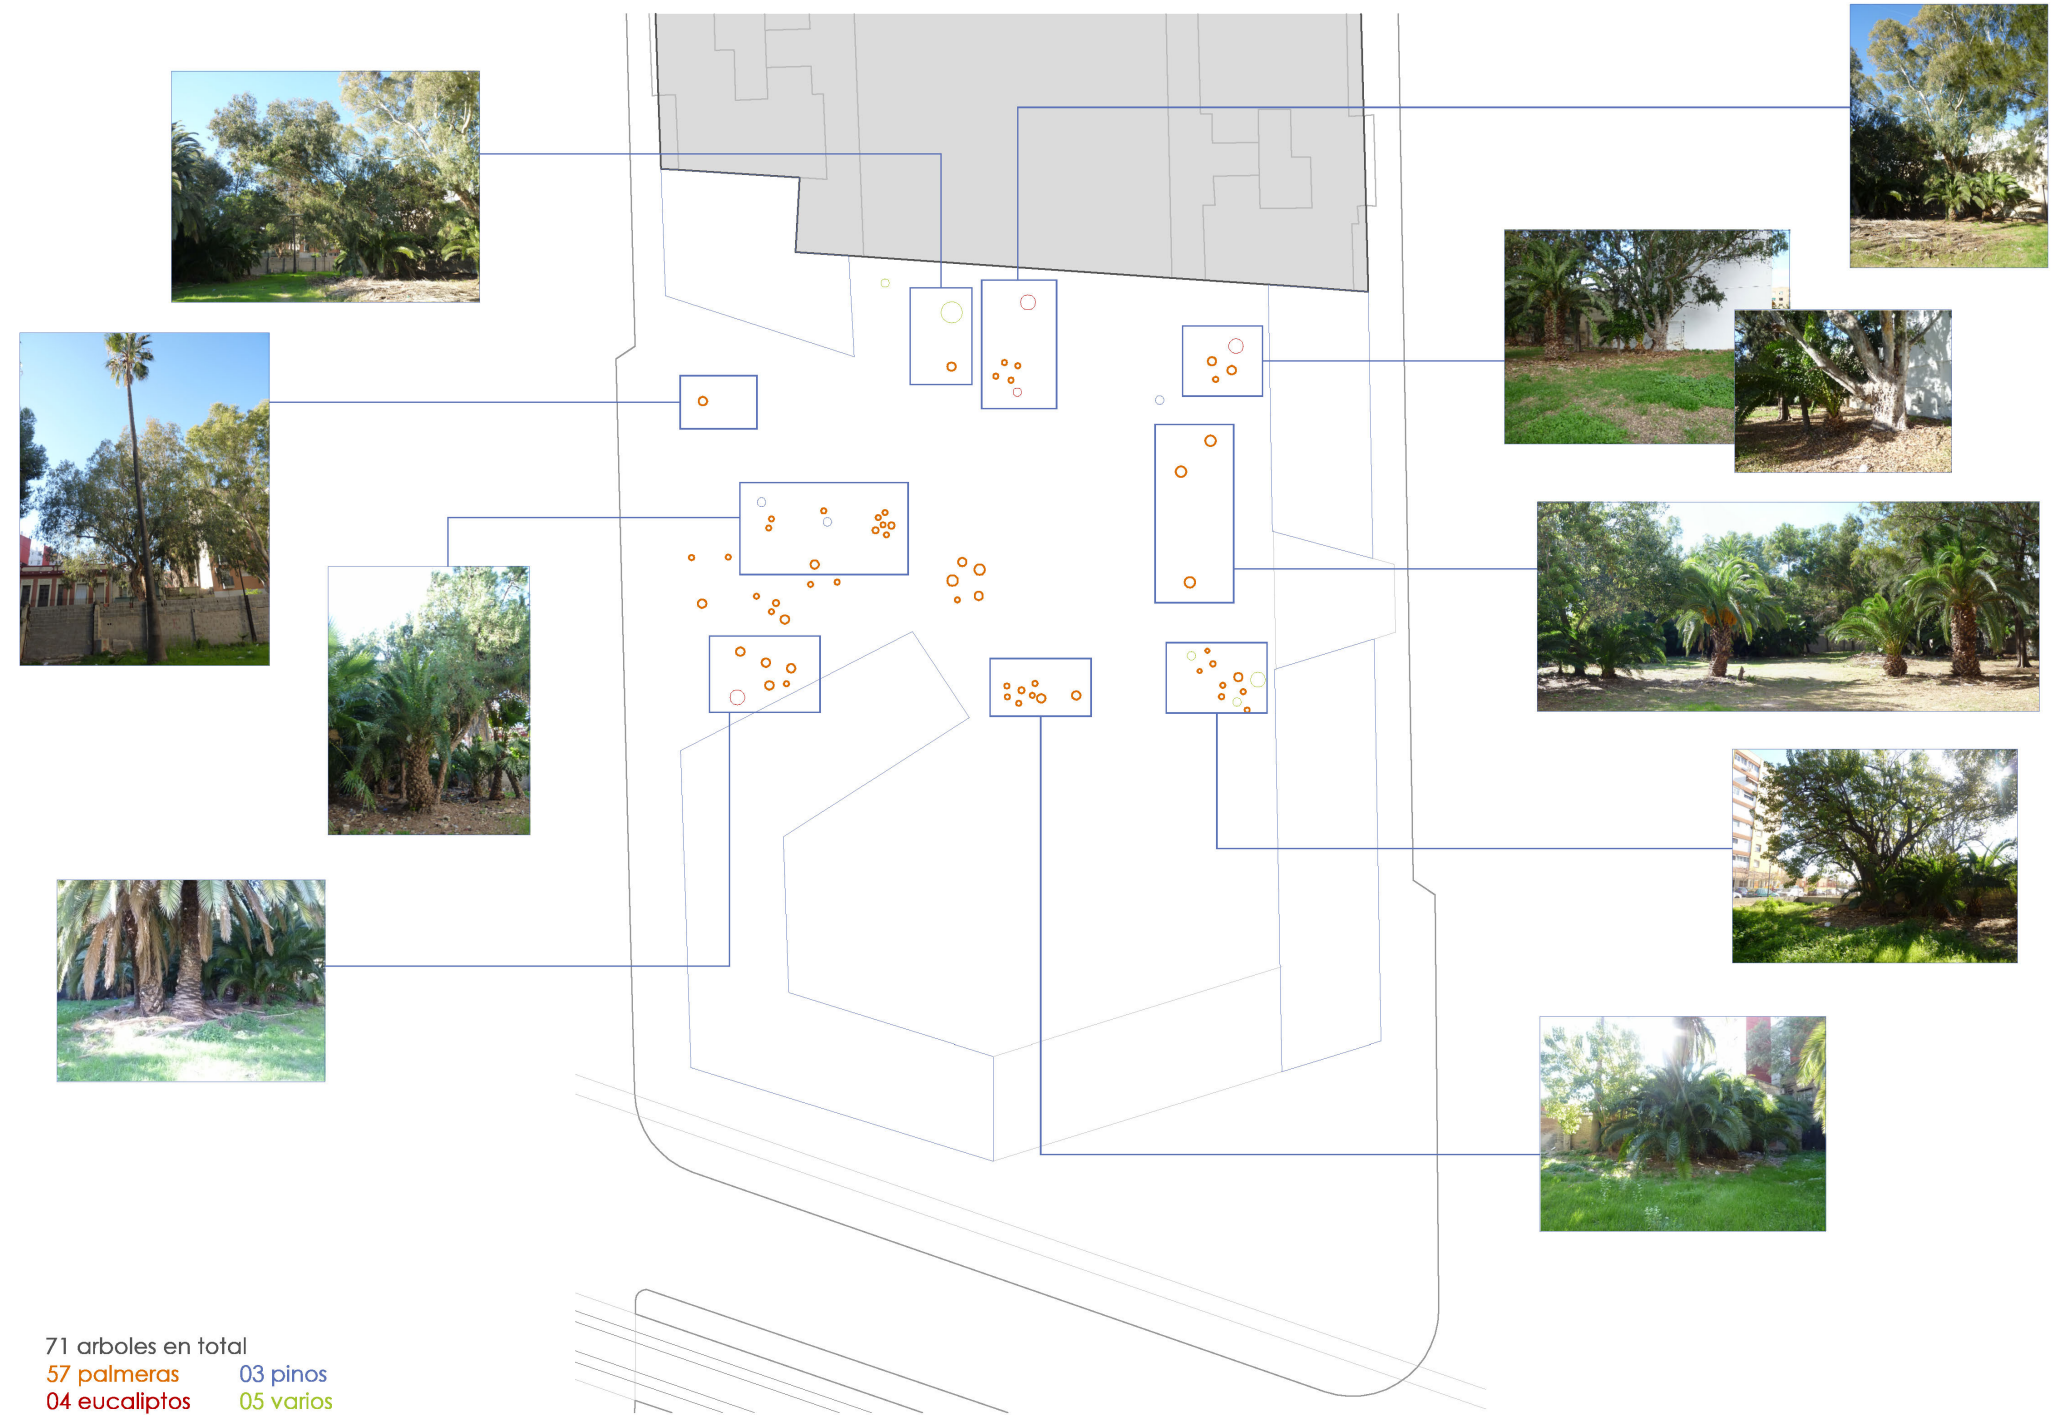 71 arboles en total
57 palmeras 03 pinos
04 eucaliptos 05 varios